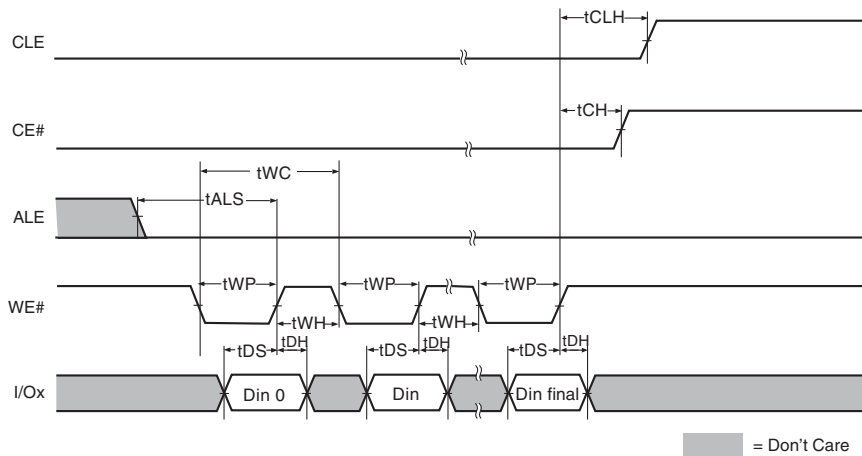 tCLH
CLE
tCH
CE#
tWC
tALS
ALE
tWP tWP tWP
WE#
tWH tWH
tDS tDH tDS tDH tDS tDH
I/Ox Din 0 Din Din final
= Don't Care